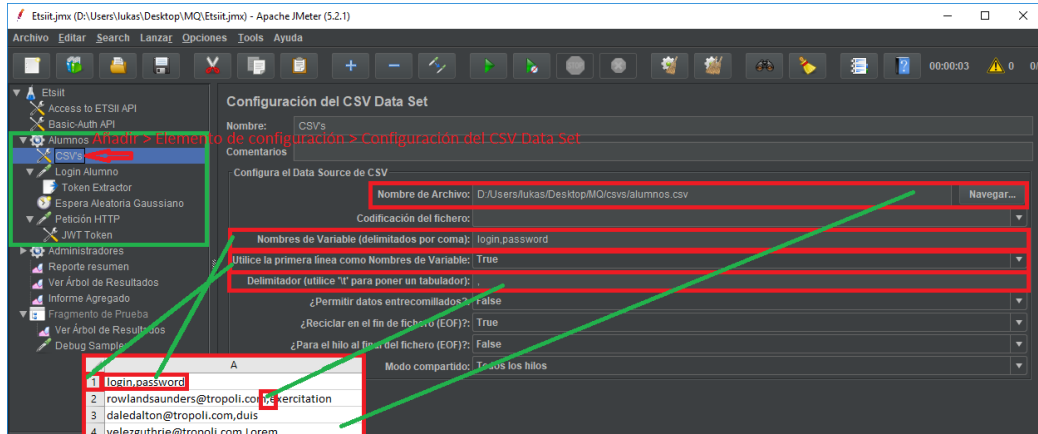 Etsiit.jmx (D:\Users\lukas\Desktop\MQ\Etsiit.jmx) - Apache JMeter (5.2.1)
Archivo Editar Search Lanzar Opciones Tools Ayuda
00:00:03 0 0/
Etsiit
Access to ETSII API
Basic-Auth API
Alumnos
CSV's
Login Alumno
Token Extractor
Espera Aleatoria Gaussiano
Petición HTTP
JWT Token
Administradores
Reporte resumen
Ver Árbol de Resultados
Informe Agregado
Fragmento de Prueba
Ver Árbol de Resultados
Debug Sampler
Añadir > Elemento de configuración > Configuración del CSV Data Set
Configuración del CSV Data Set
Nombre: CSV's
Comentarios
Configura el Data Source de CSV
Nombre de Archivo: D:/Users/lukas/Desktop/MQ/csvs/alumnos.csv Navegar...
Codificación del fichero:
Nombres de Variable (delimitados por coma): login,password
Utilice la primera línea como Nombres de Variable: True
Delimitador (utilice '\t' para poner un tabulador): ,
¿Permitir datos entrecomillados?: False
¿Reciclar en el fin de fichero (EOF)?: True
¿Para el hilo al final del fichero (EOF)?: False
Modo compartido: Todos los hilos
A
1 login,password
2 rowlandsaunders@tropoli.com,exercitation
3 daledalton@tropoli.com,duis
4 velezguthrie@tropoli.com,Lorem